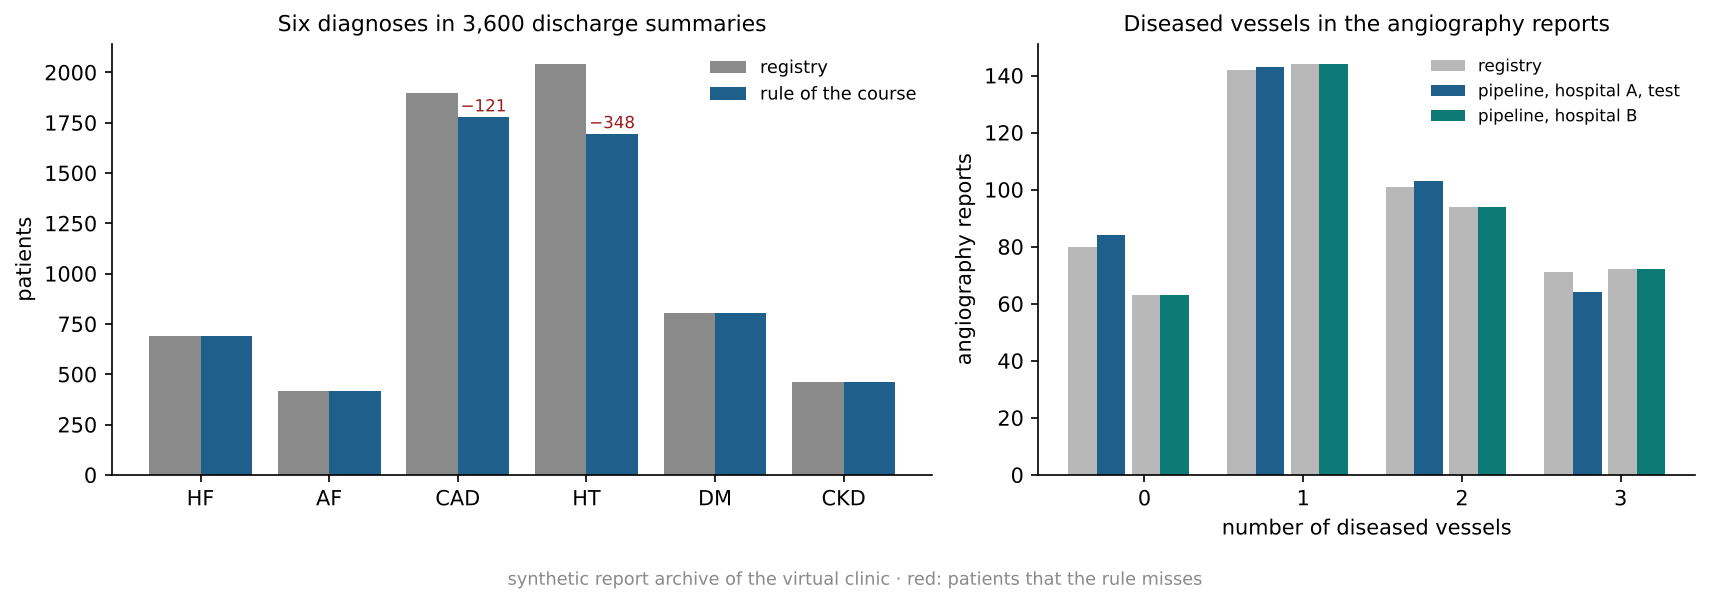 Six diagnoses in 3,600 discharge summaries
registry
rule of the course
−121
−348
patients
2000
1750
1500
1250
1000
750
500
250
0
HF AF CAD HT DM CKD
Diseased vessels in the angiography reports
registry
pipeline, hospital A, test
pipeline, hospital B
angiography reports
140
120
100
80
60
40
20
0
0 1 2 3
number of diseased vessels
synthetic report archive of the virtual clinic · red: patients that the rule misses